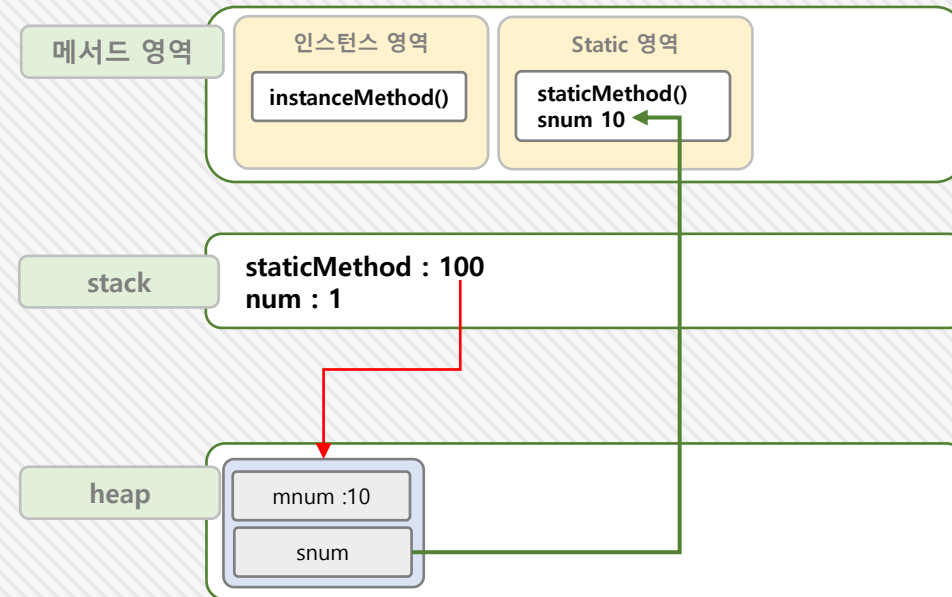 메서드 영역
인스턴스 영역
instanceMethod()
Static 영역
staticMethod()
snum 10
stack
staticMethod : 100
num : 1
heap
mnum :10
snum